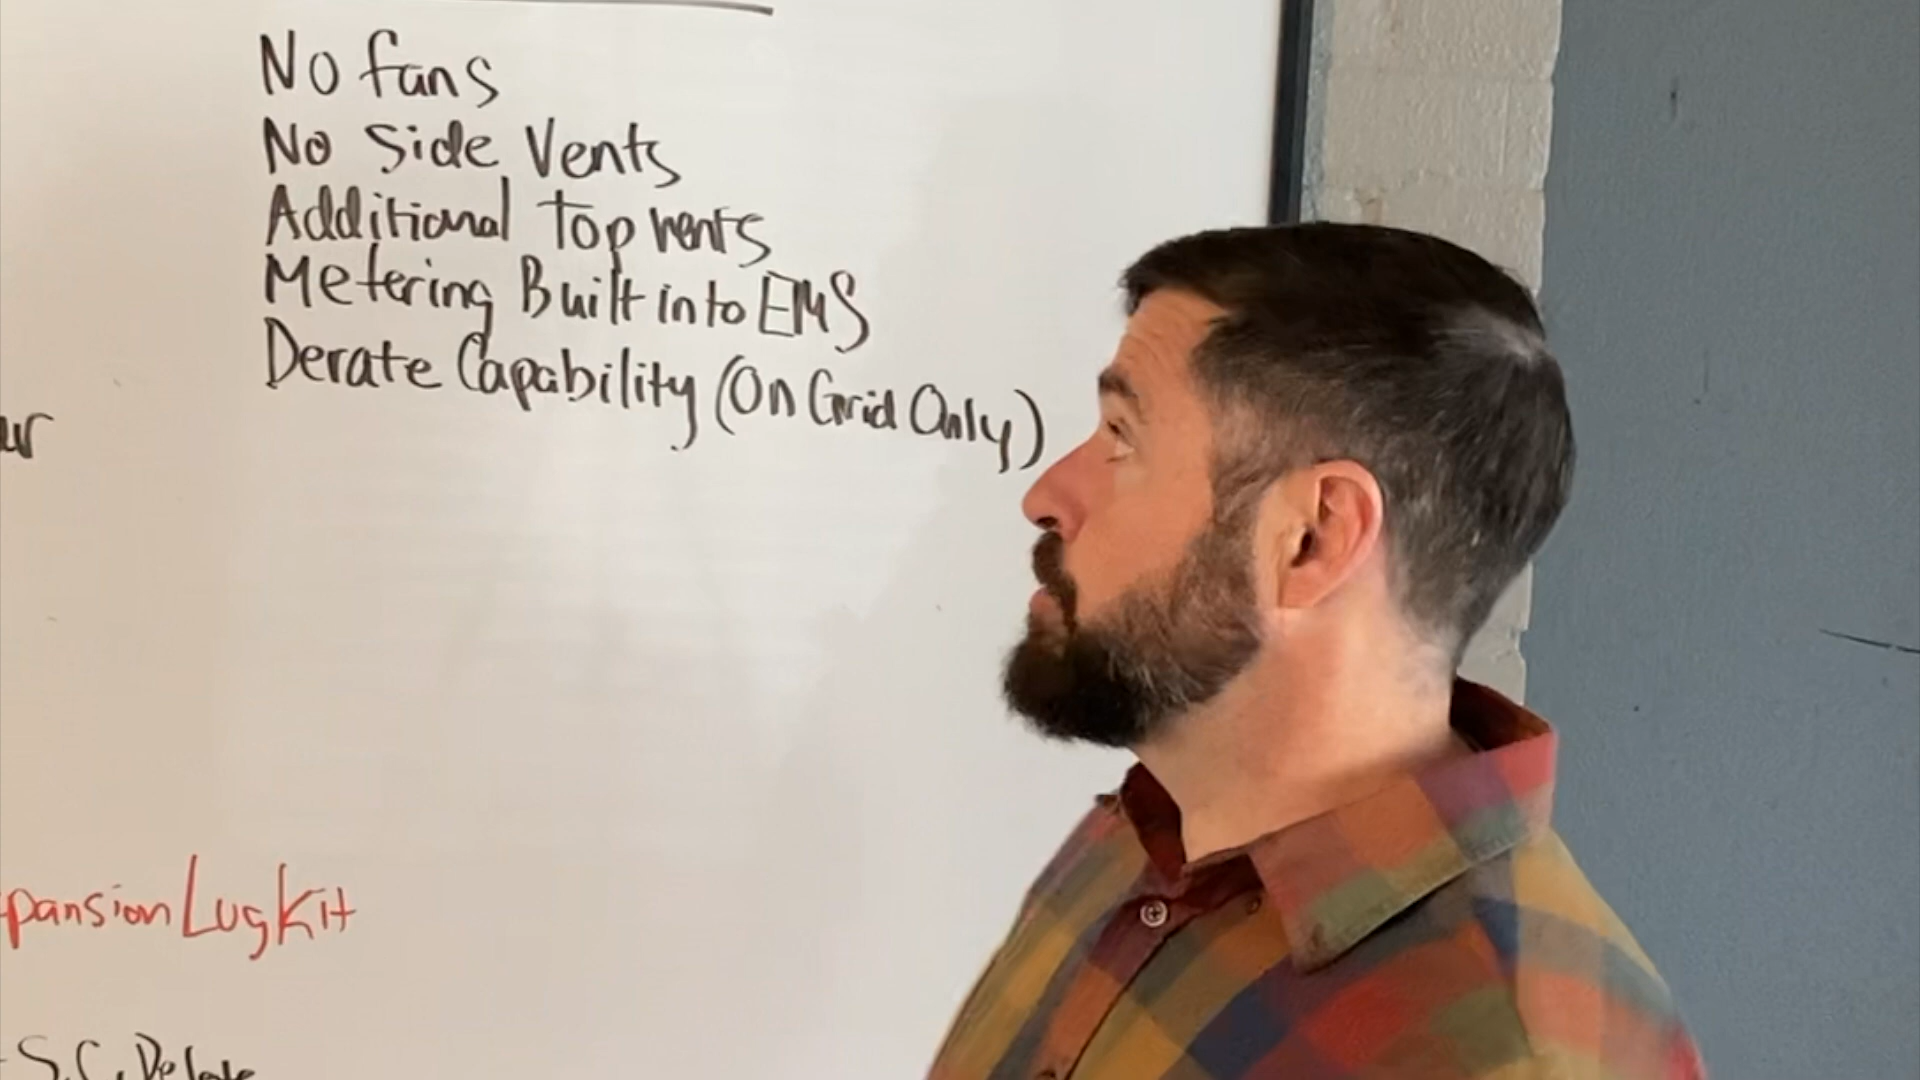 No fans
No Side Vents
Additional Top vents
Metering Built into EMS
Derate Capability (On Grid Only)
pansion Lug Kit
S.C.